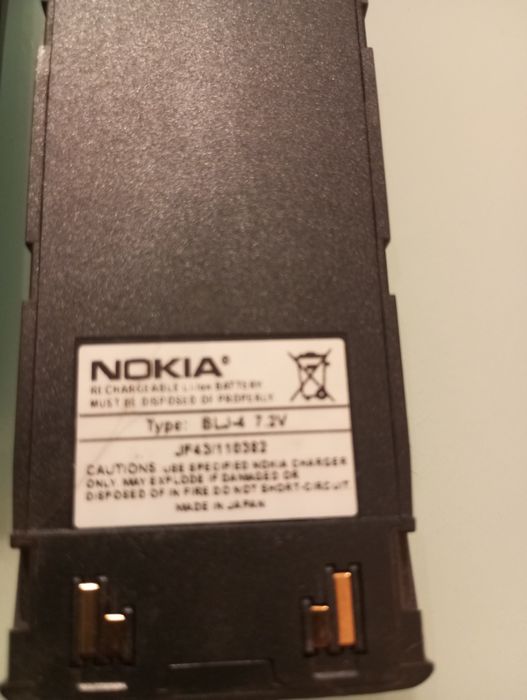 NOKIA®
RECHARGEABLE Li-Ion BATTERY
MUST BE DISPOSED OF PROPERLY
Type: BLJ-4 7.2V
JP43/110382
CAUTIONS USE SPECIFIED NOKIA CHARGER
ONLY. MAY EXPLODE IF DAMAGED OR
DISPOSED OF IN FIRE. DO NOT SHORT-CIRCUIT
MADE IN JAPAN